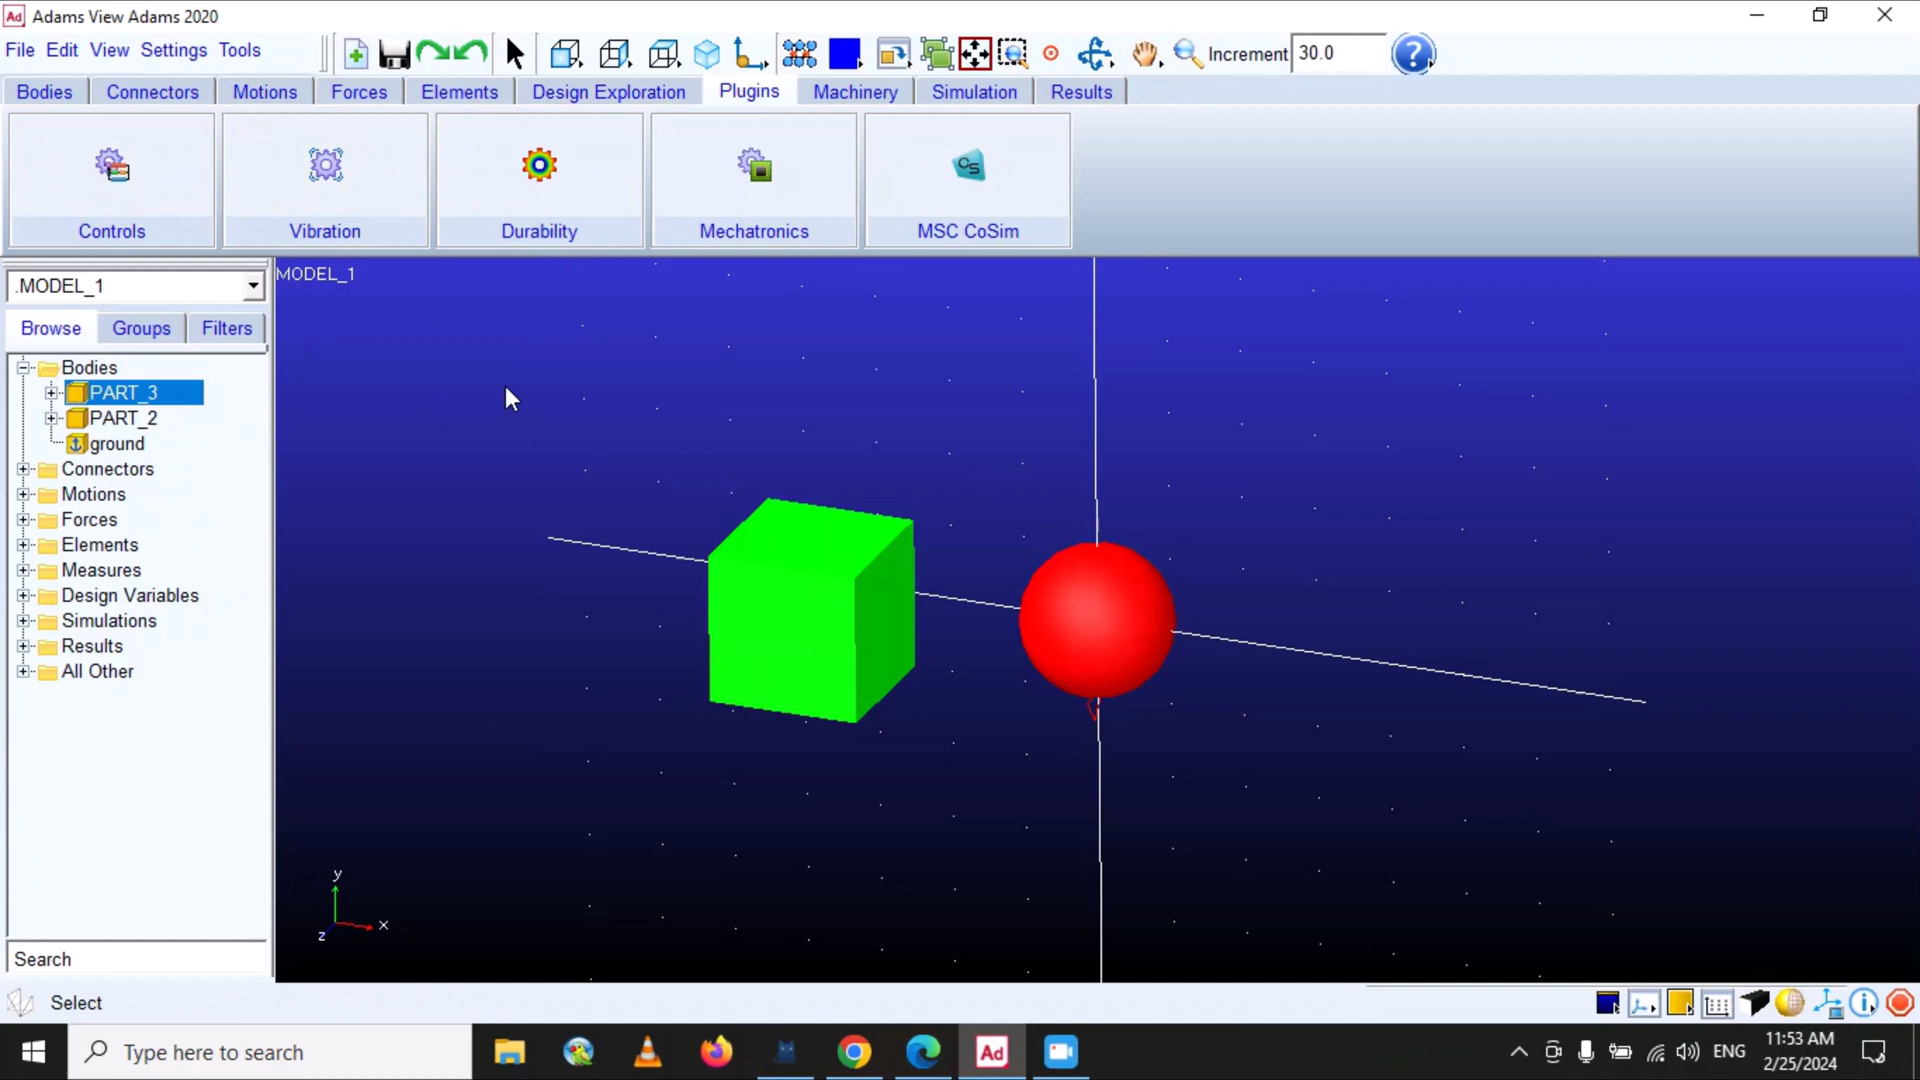 Ad Adams View Adams 2020
File Edit View Settings Tools
Increment 30.0 ?
Bodies Connectors Motions Forces Elements Design Exploration Plugins Machinery Simulation Results
CS
Controls Vibration Durability Mechatronics MSC CoSim
.MODEL_1
MODEL_1
Browse Groups Filters
Bodies
PART_3
PART_2
ground
Connectors
Motions
Forces
Elements
Measures
Design Variables
Simulations
Results
All Other
y
x
z
Search
Select
Type here to search
Ad
ENG
11:53 AM
2/25/2024